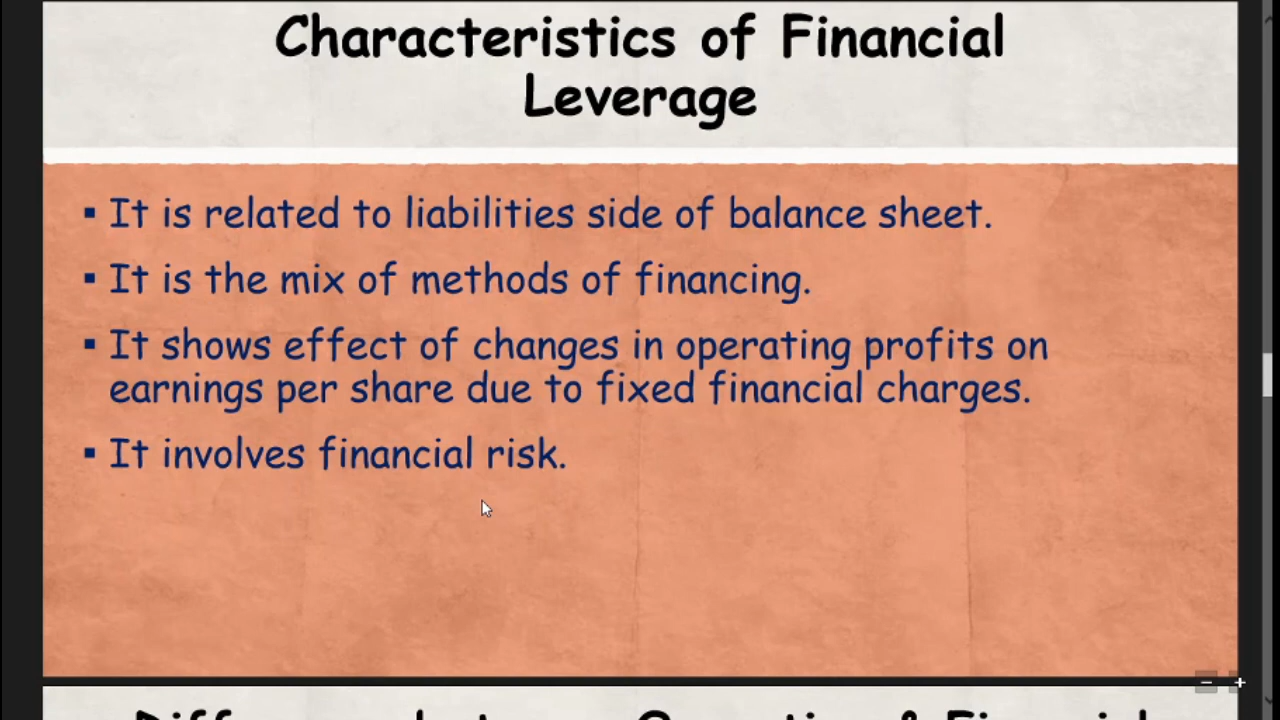 Characteristics of Financial
Leverage
▪ It is related to liabilities side of balance sheet.
▪ It is the mix of methods of financing.
▪ It shows effect of changes in operating profits on
earnings per share due to fixed financial charges.
▪ It involves financial risk.